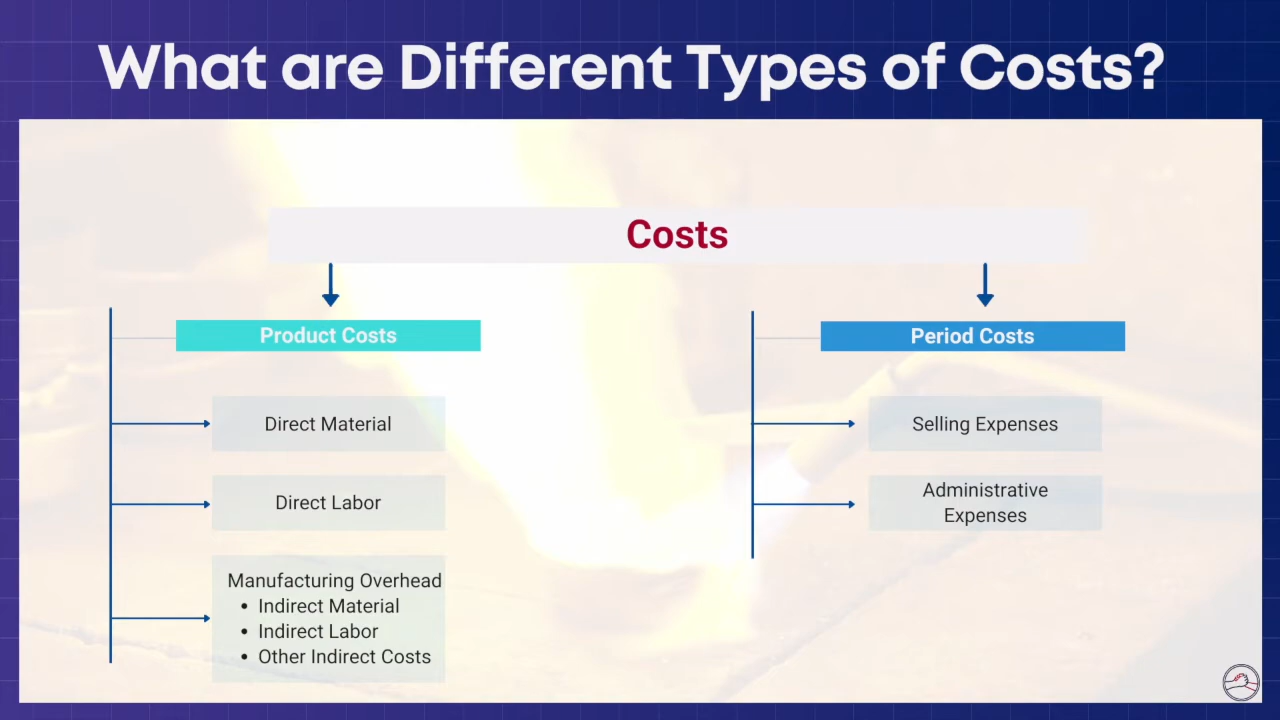 What are Different Types of Costs?
Costs
Product Costs
Direct Material
Direct Labor
Manufacturing Overhead
• Indirect Material
• Indirect Labor
• Other Indirect Costs
Period Costs
Selling Expenses
Administrative
Expenses